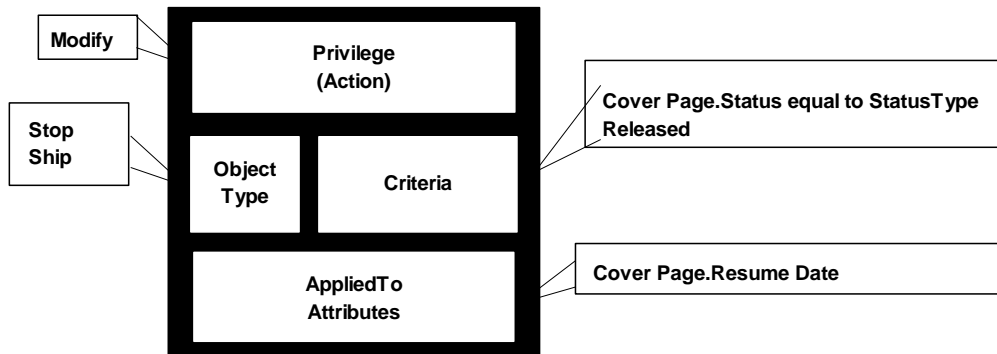 Modify
Privilege
(Action)
Cover Page.Status equal to StatusType
Released
Stop
Ship
Object
Type
Criteria
AppliedTo
Attributes
Cover Page.Resume Date